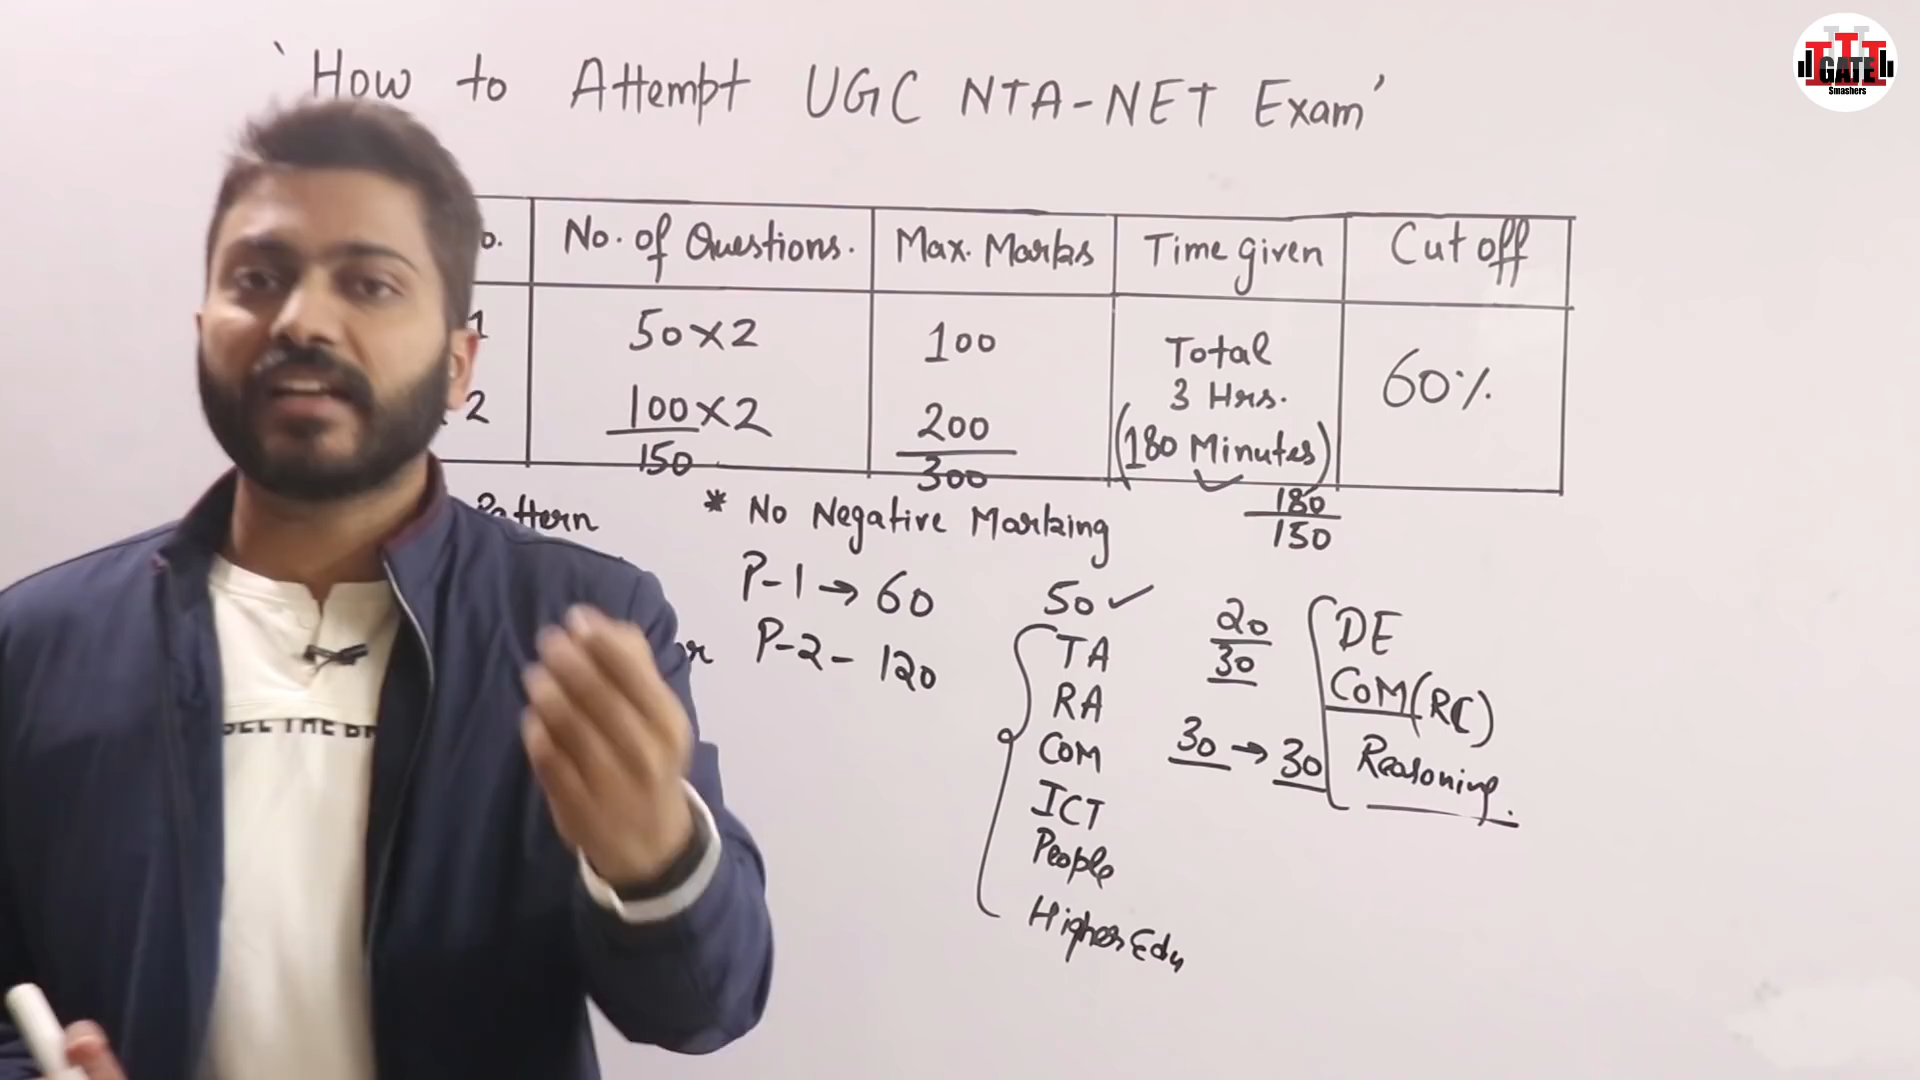 'How to Attempt UGC NTA-NET Exam'
GATE
Smashers
No. of Questions. Max. Marks Time given Cut off
1 50×2 100 Total 3 Hrs. (180 Minutes) 60%
2 100×2 200
150 300
180
150
Pattern * No Negative Marking
P-1 → 60
or P-2 - 120
50 ✓
TA
RA
COM
ICT
People
Higher Edu
20
30
30 → 30
DE
COM (RC)
Reasoning.